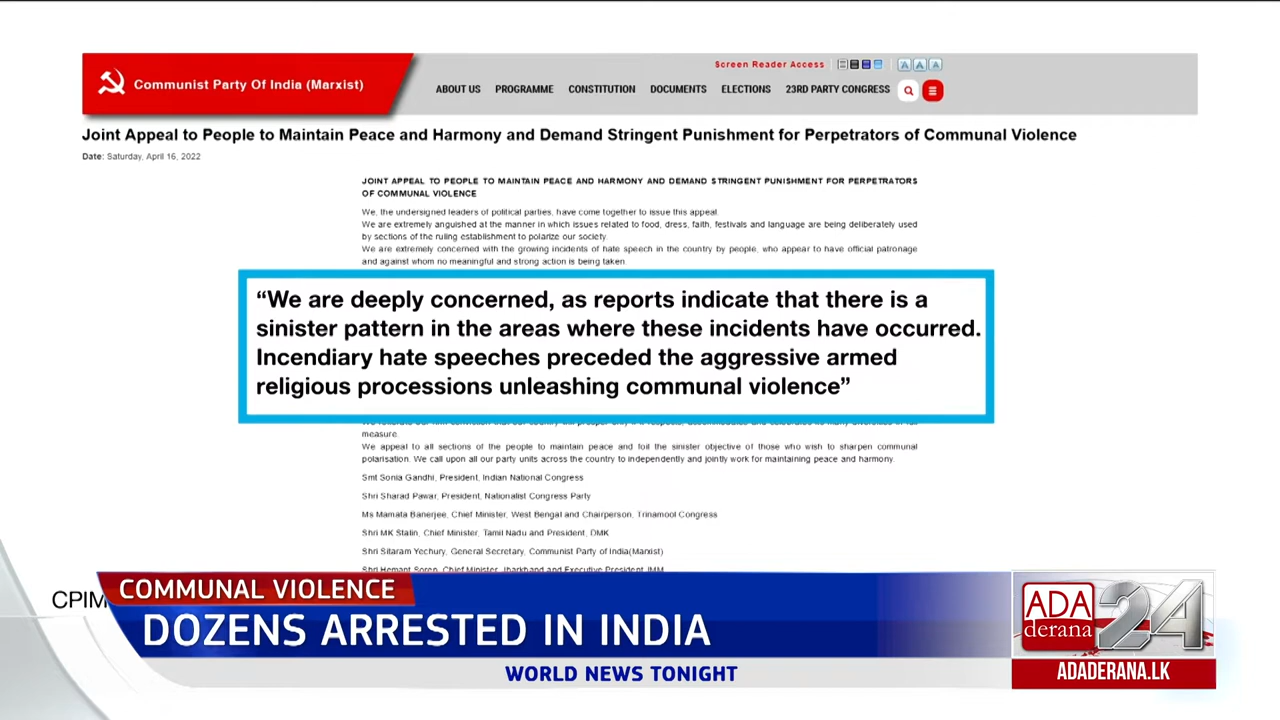 Screen Reader Access
A A A
Communist Party Of India (Marxist)
ABOUT US PROGRAMME CONSTITUTION DOCUMENTS ELECTIONS 23RD PARTY CONGRESS
Joint Appeal to People to Maintain Peace and Harmony and Demand Stringent Punishment for Perpetrators of Communal Violence
Date: Saturday, April 16, 2022
JOINT APPEAL TO PEOPLE TO MAINTAIN PEACE AND HARMONY AND DEMAND STRINGENT PUNISHMENT FOR PERPETRATORS
OF COMMUNAL VIOLENCE
We, the undersigned leaders of political parties, have come together to issue this appeal.
We are extremely anguished at the manner in which issues related to food, dress, faith, festivals and language are being deliberately used
by sections of the ruling establishment to polarize our society.
We are extremely concerned with the growing incidents of hate speech in the country by people, who appear to have official patronage
and against whom no meaningful and strong action is being taken.
“We are deeply concerned, as reports indicate that there is a
sinister pattern in the areas where these incidents have occurred.
Incendiary hate speeches preceded the aggressive armed
religious processions unleashing communal violence”
measure.
We appeal to all sections of the people to maintain peace and foil the sinister objective of those who wish to sharpen communal
polarisation. We call upon all our party units across the country to independently and jointly work for maintaining peace and harmony.
Smt Sonia Gandhi, President, Indian National Congress
Shri Sharad Pawar, President, Nationalist Congress Party
Ms Mamata Banerjee, Chief Minister, West Bengal and Chairperson, Trinamool Congress
Shri MK Stalin, Chief Minister, Tamil Nadu and President, DMK
Shri Sitaram Yechury, General Secretary, Communist Party of India(Marxist)
Shri Hemant Soren, Chief Minister, Jharkhand and Executive President, JMM
CPIM
COMMUNAL VIOLENCE
DOZENS ARRESTED IN INDIA
WORLD NEWS TONIGHT
ADA
derana
24
ADADERANA.LK